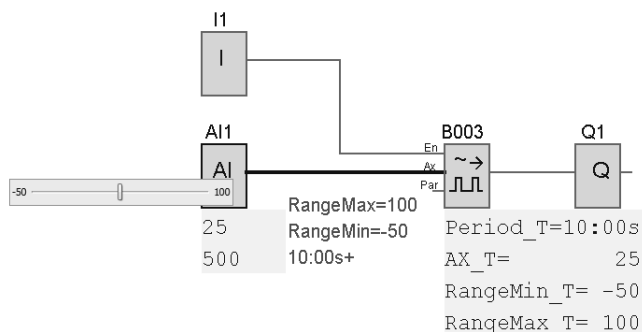 I1
I
AI1
B003
Q1
En
Ax
Par
AI
Q
-50
100
25
500
RangeMax=100
RangeMin=-50
10:00s+
Period_T=10:00s
AX_T= 25
RangeMin_T= -50
RangeMax_T= 100